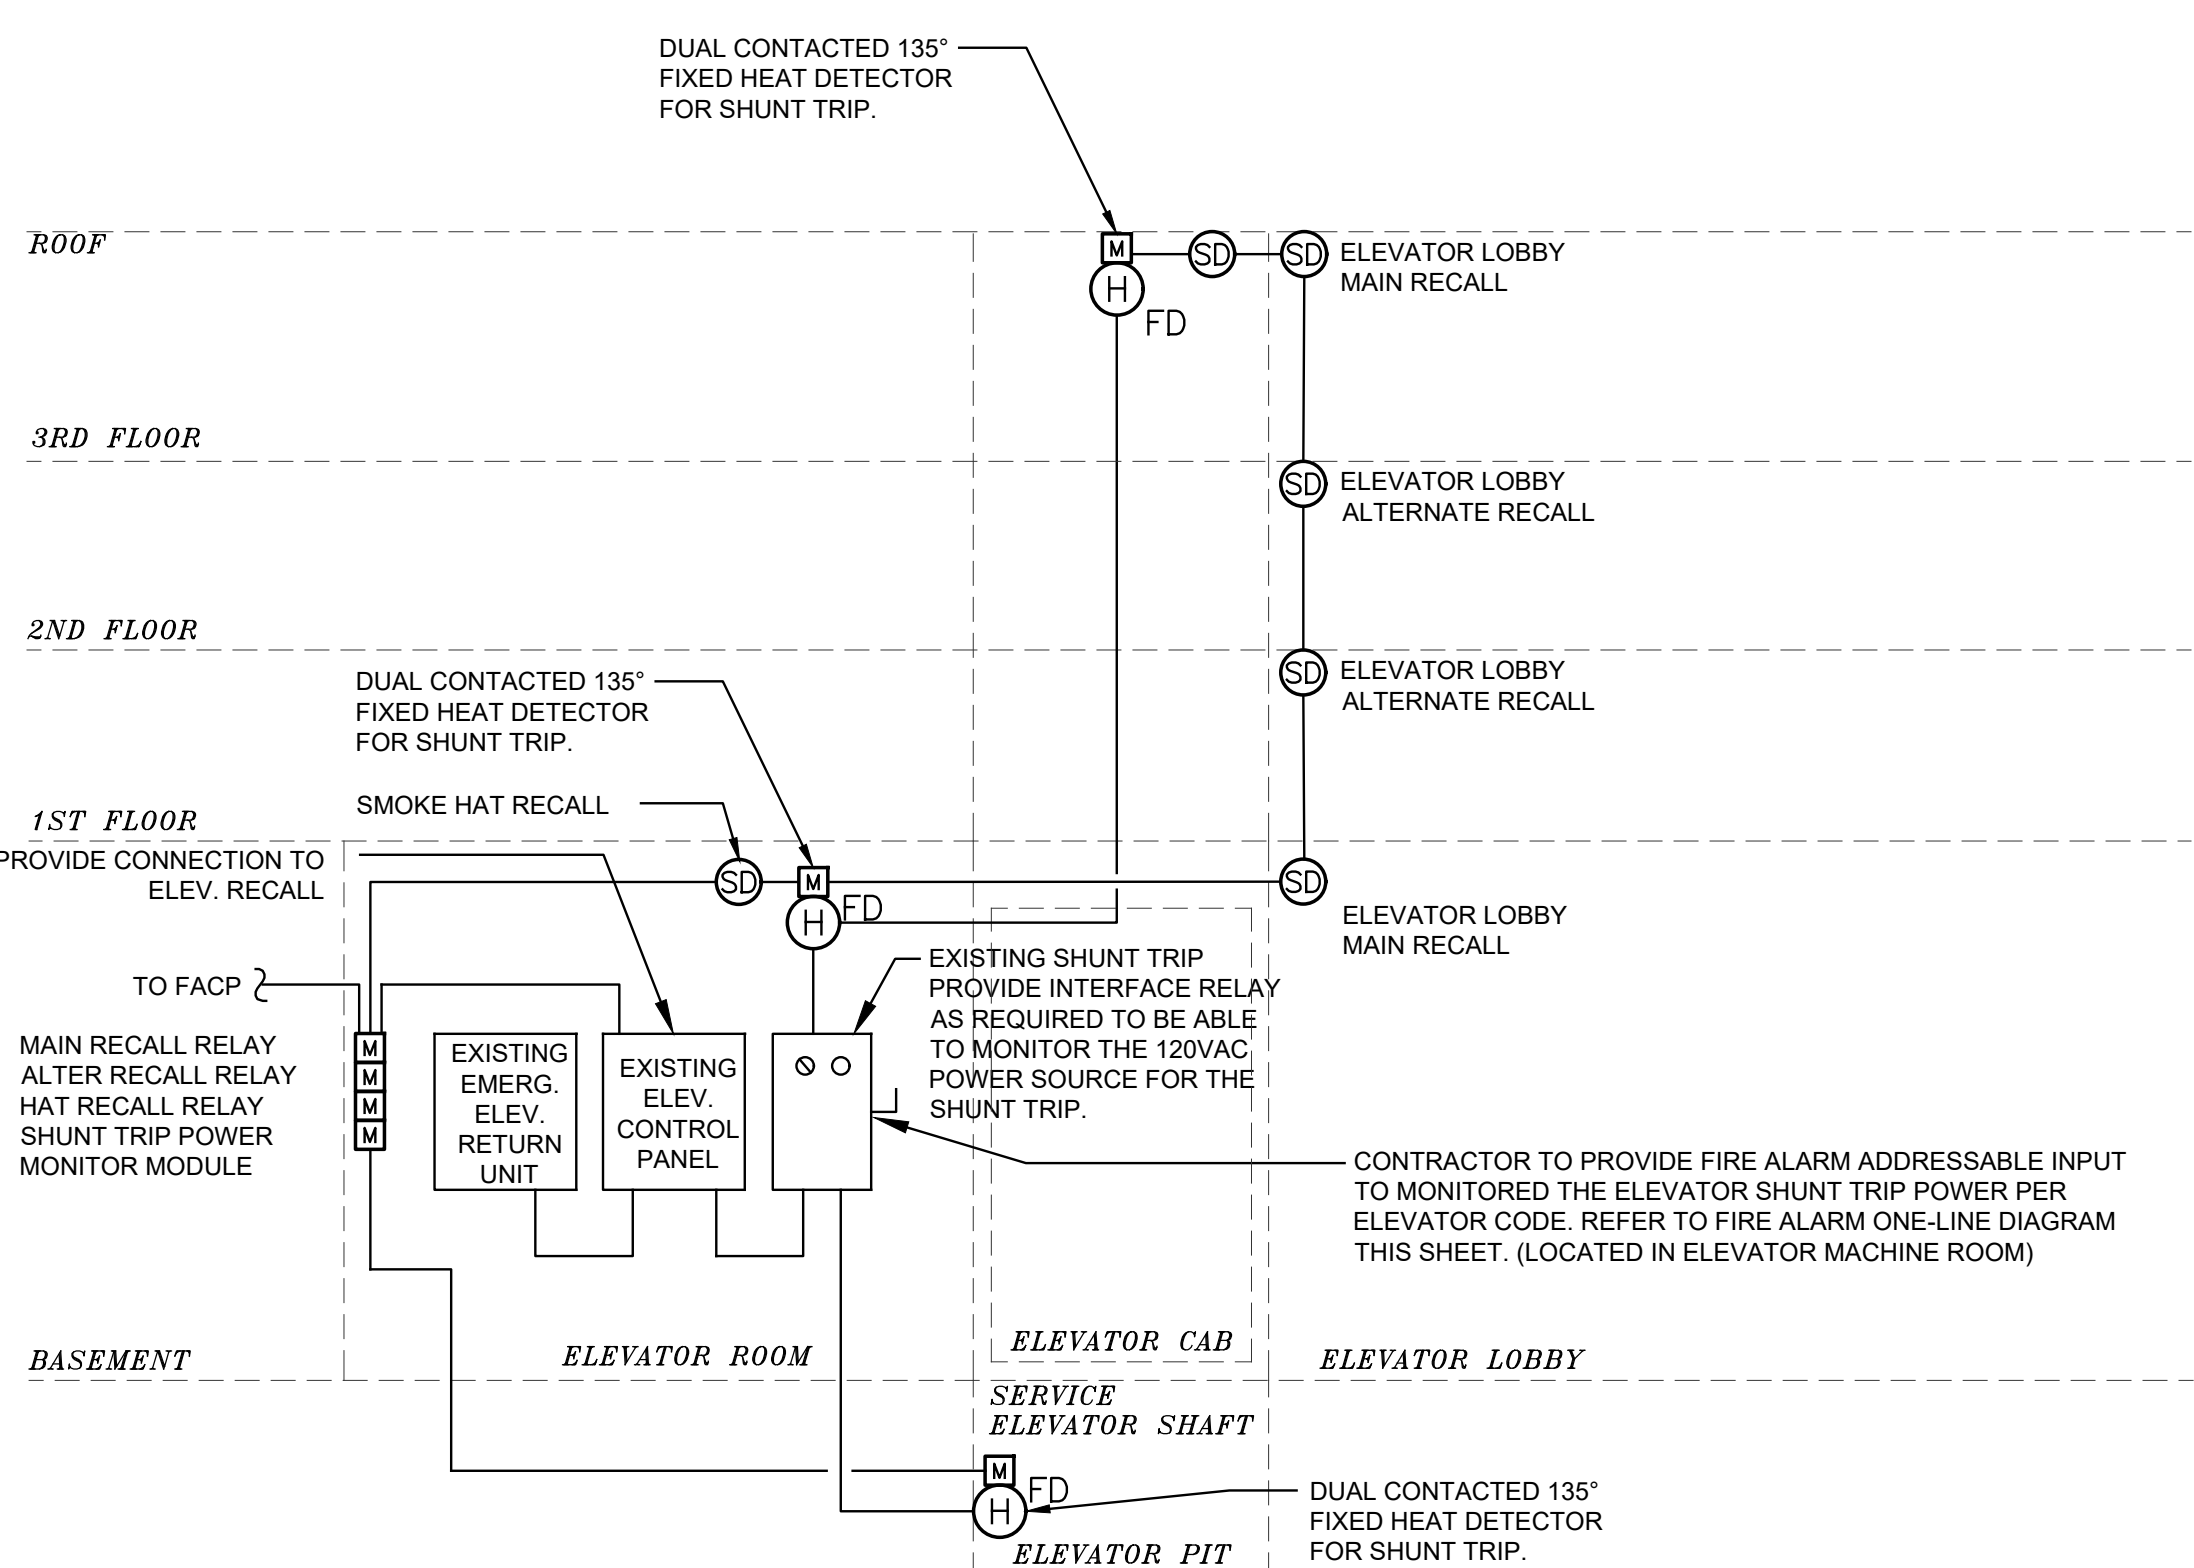 DUAL CONTACTED 135°
FIXED HEAT DETECTOR
FOR SHUNT TRIP.
ROOF
M
SD
SD
ELEVATOR LOBBY
MAIN RECALL
H
FD
3RD FLOOR
SD
ELEVATOR LOBBY
ALTERNATE RECALL
2ND FLOOR
SD
ELEVATOR LOBBY
ALTERNATE RECALL
DUAL CONTACTED 135°
FIXED HEAT DETECTOR
FOR SHUNT TRIP.
SMOKE HAT RECALL
1ST FLOOR
PROVIDE CONNECTION TO
ELEV. RECALL
SD
M
H
FD
SD
ELEVATOR LOBBY
MAIN RECALL
TO FACP
MAIN RECALL RELAY
ALTER RECALL RELAY
HAT RECALL RELAY
SHUNT TRIP POWER
MONITOR MODULE
M
M
M
M
EXISTING
EMERG.
ELEV.
RETURN
UNIT
EXISTING
ELEV.
CONTROL
PANEL
EXISTING SHUNT TRIP
PROVIDE INTERFACE RELAY
AS REQUIRED TO BE ABLE
TO MONITOR THE 120VAC
POWER SOURCE FOR THE
SHUNT TRIP.
CONTRACTOR TO PROVIDE FIRE ALARM ADDRESSABLE INPUT
TO MONITORED THE ELEVATOR SHUNT TRIP POWER PER
ELEVATOR CODE. REFER TO FIRE ALARM ONE-LINE DIAGRAM
THIS SHEET. (LOCATED IN ELEVATOR MACHINE ROOM)
BASEMENT
ELEVATOR ROOM
ELEVATOR CAB
ELEVATOR LOBBY
SERVICE
ELEVATOR SHAFT
M
H
FD
ELEVATOR PIT
DUAL CONTACTED 135°
FIXED HEAT DETECTOR
FOR SHUNT TRIP.